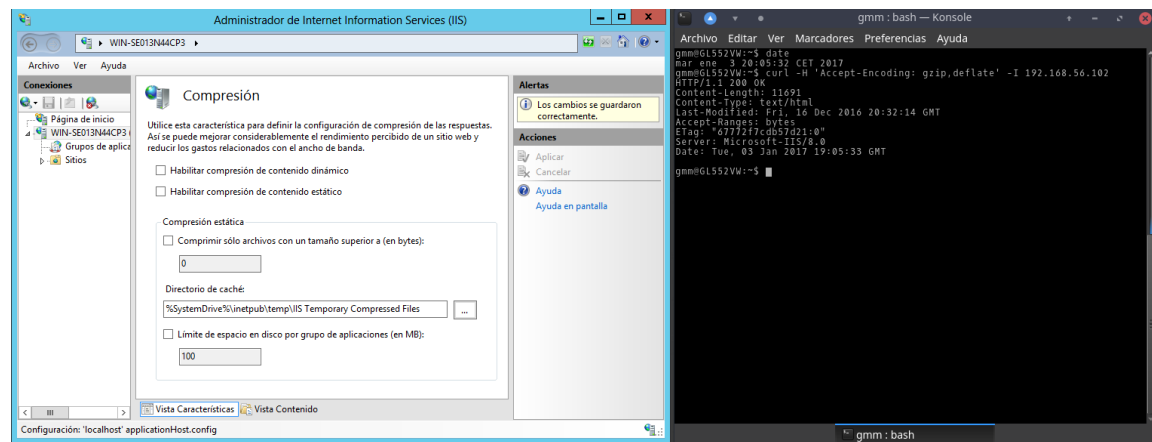 Administrador de Internet Information Services (IIS)
WIN-SE013N44CP3
Archivo Ver Ayuda
Conexiones
Página de inicio
WIN-SE013N44CP3 (
Grupos de aplica
Sitios
Compresión
Utilice esta característica para definir la configuración de compresión de las respuestas.
Así se puede mejorar considerablemente el rendimiento percibido de un sitio web y
reducir los gastos relacionados con el ancho de banda.
Habilitar compresión de contenido dinámico
Habilitar compresión de contenido estático
Compresión estática
Comprimir sólo archivos con un tamaño superior a (en bytes):
0
Directorio de caché:
%SystemDrive%\inetpub\temp\IIS Temporary Compressed Files
...
Límite de espacio en disco por grupo de aplicaciones (en MB):
100
Vista Características Vista Contenido
Configuración: 'localhost' applicationHost.config
Alertas
Los cambios se guardaron
correctamente.
Acciones
Aplicar
Cancelar
Ayuda
Ayuda en pantalla
gmm : bash — Konsole
Archivo Editar Ver Marcadores Preferencias Ayuda
gmm@GL552VW:~$ date
mar ene 3 20:05:32 CET 2017
gmm@GL552VW:~$ curl -H 'Accept-Encoding: gzip,deflate' -I 192.168.56.102
HTTP/1.1 200 OK
Content-Length: 11691
Content-Type: text/html
Last-Modified: Fri, 16 Dec 2016 20:32:14 GMT
Accept-Ranges: bytes
ETag: "67772f7cdb57d21:0"
Server: Microsoft-IIS/8.0
Date: Tue, 03 Jan 2017 19:05:33 GMT
gmm@GL552VW:~$
gmm : bash